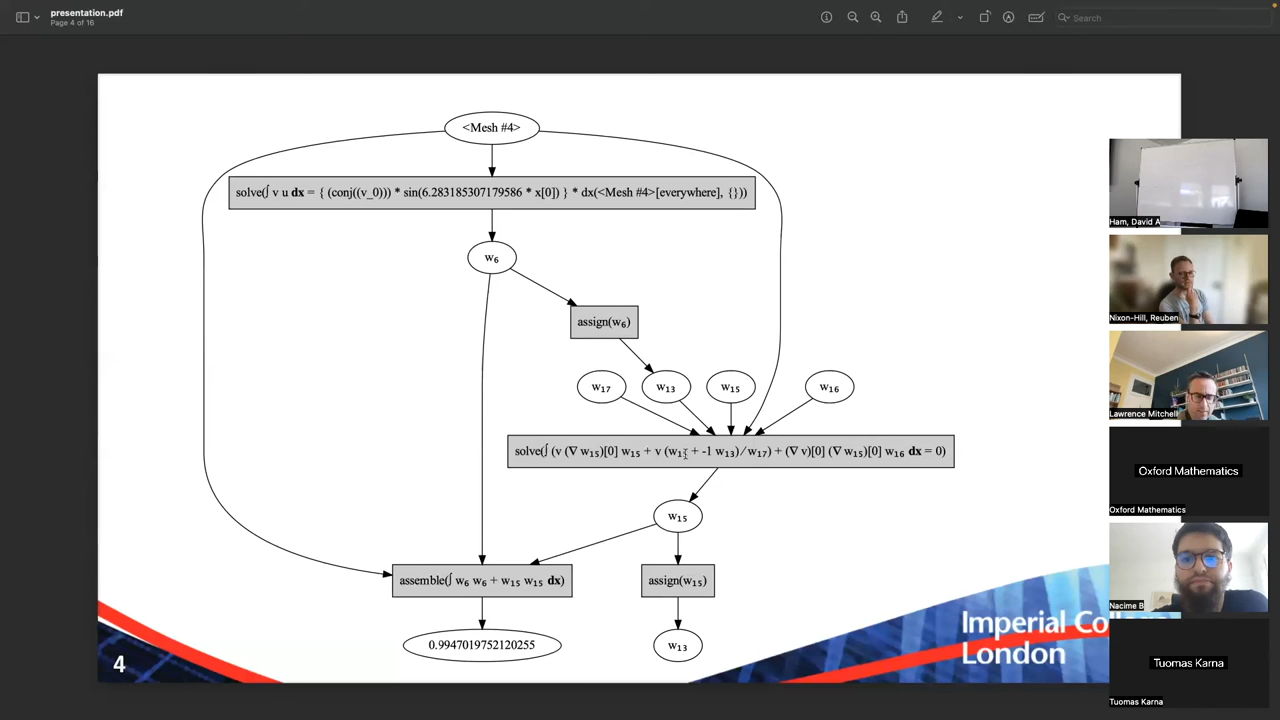 presentation.pdf
Page 4 of 16
Search
<Mesh #4>
solve(∫ v u dx = { (conj((v_0))) * sin(6.283185307179586 * x[0]) } * dx(<Mesh #4>[everywhere], {}))
w₆
assign(w₆)
w₁₇
w₁₃
w₁₅
w₁₆
solve(∫ (v (∇ w₁₅)[0] w₁₅ + v (w₁₅ + -1 w₁₃) ⁄ w₁₇) + (∇ v)[0] (∇ w₁₅)[0] w₁₆ dx = 0)
w₁₅
assemble(∫ w₆ w₆ + w₁₅ w₁₅ dx)
assign(w₁₅)
0.9947019752120255
w₁₃
4
Imperial Co
London
Ham, David A
Nixon-Hill, Reuben
Lawrence Mitchell
Oxford Mathematics
Oxford Mathematics
Nacime B
Tuomas Karna
Tuomas Karna